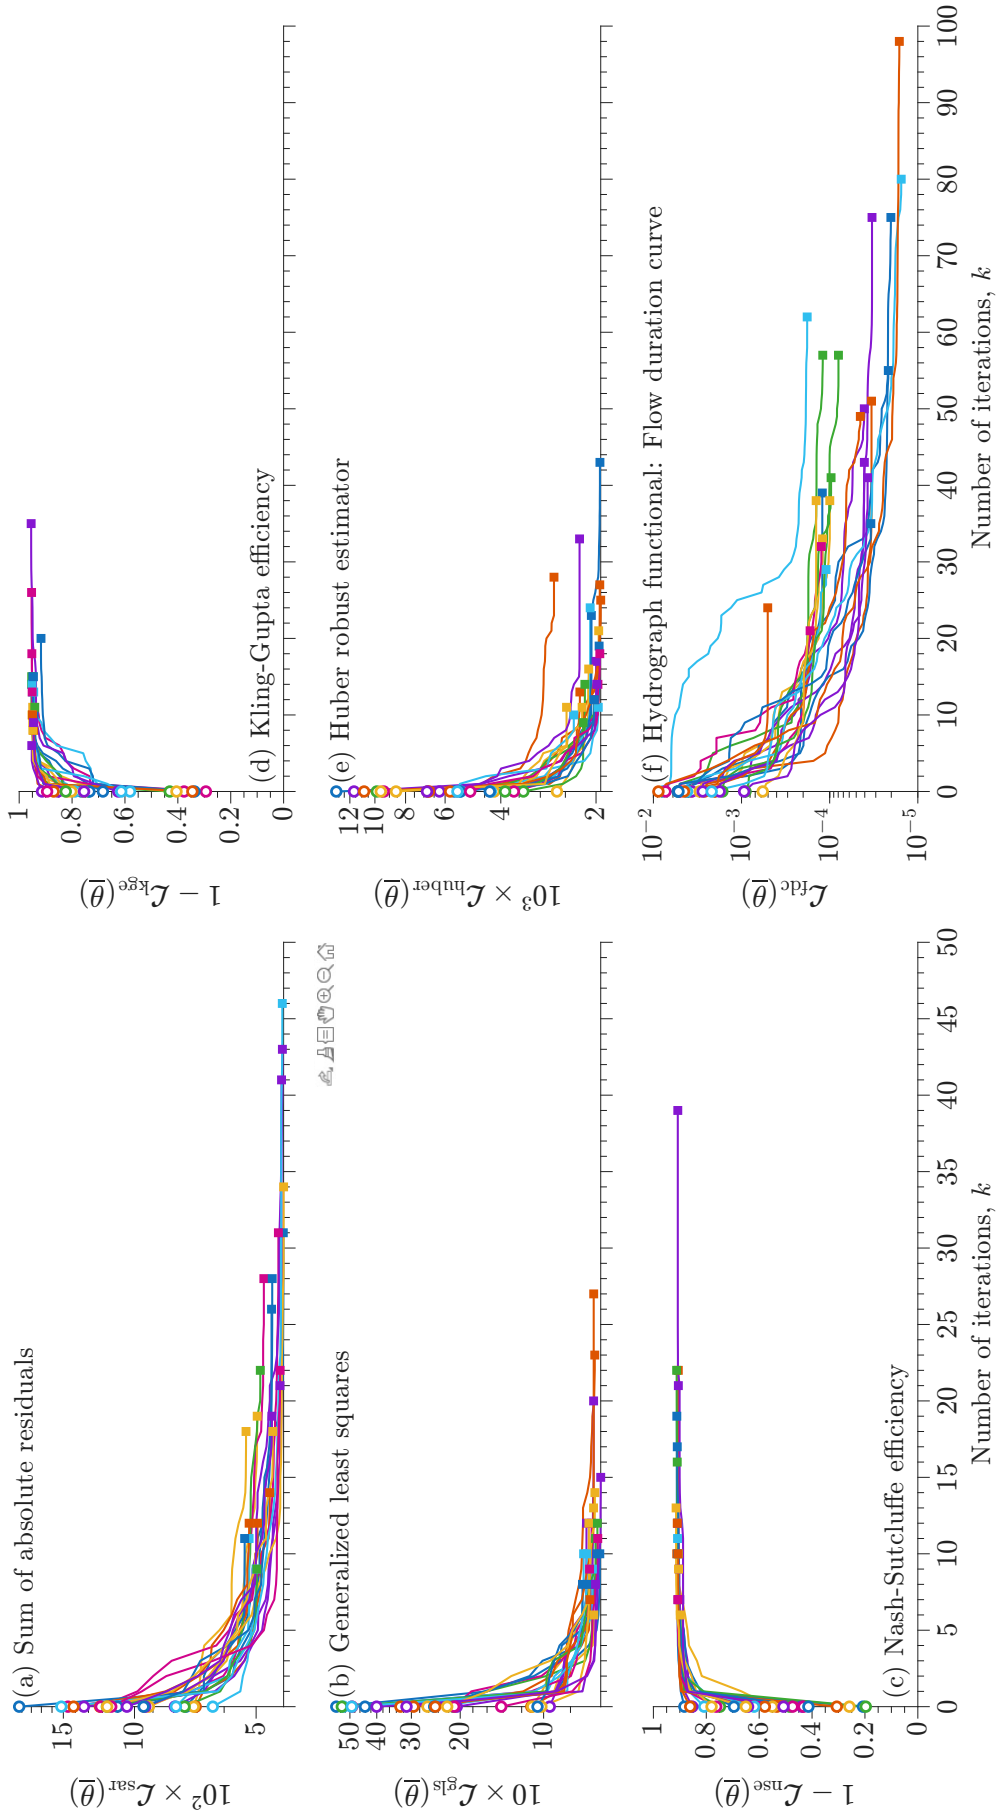 (a) Sum of absolute residuals
10² × ℒsar(θ̲)
15
5
(b) Generalized least squares
10 × ℒgls(θ̲)
50
40
30
20
10
(c) Nash-Sutcluffe efficiency
1 − ℒnse(θ̲)
1
0.8
0.6
0.4
0.2
0
0 5 10 15 20 25 30 35 40 45 50
Number of iterations, k
(d) Kling-Gupta efficiency
1 − ℒkge(θ̲)
1
0.8
0.6
0.4
0.2
0
(e) Huber robust estimator
10³ × ℒhuber(θ̲)
12
10
8
6
4
2
(f) Hydrograph functional: Flow duration curve
ℒfdc(θ̲)
10⁻²
10⁻³
10⁻⁴
10⁻⁵
0 10 20 30 40 50 60 70 80 90 100
Number of iterations, k